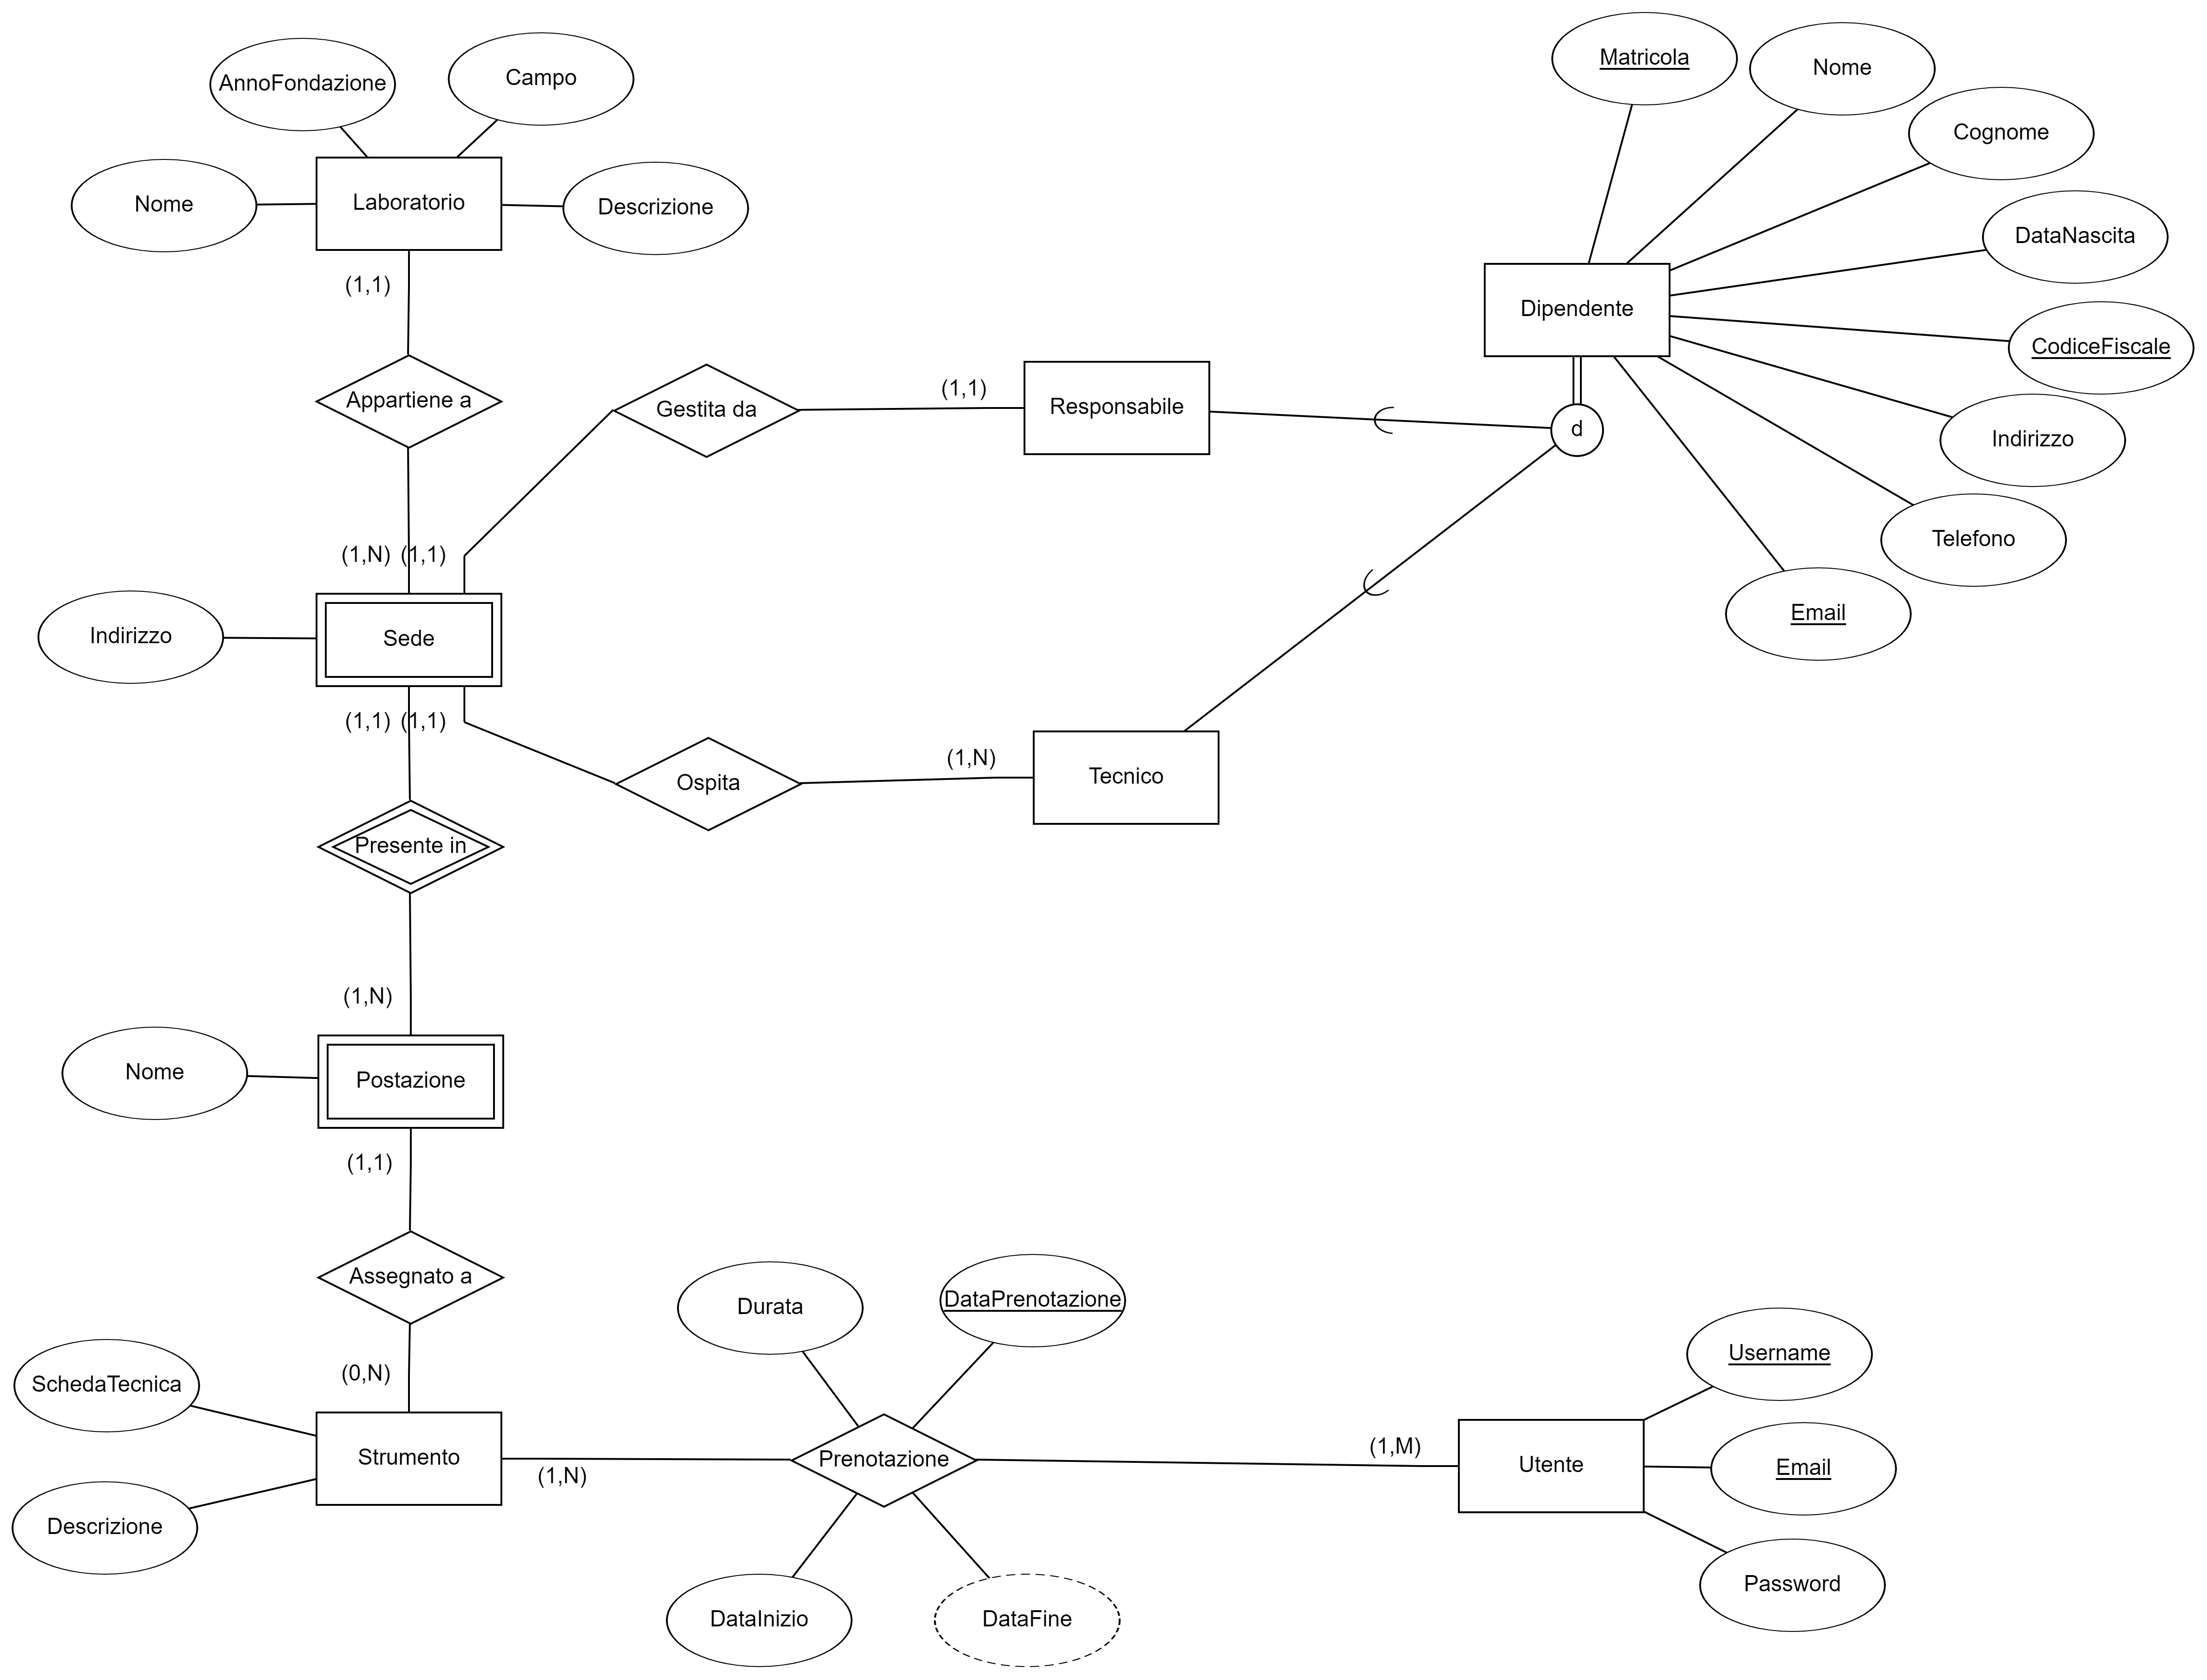 Matricola
Nome
Campo
AnnoFondazione
Cognome
Nome
Laboratorio
Descrizione
DataNascita
(1,1)
Dipendente
CodiceFiscale
Appartiene a
Gestita da
(1,1)
Responsabile
d
Indirizzo
Telefono
(1,N) (1,1)
Email
Indirizzo
Sede
(1,1) (1,1)
Ospita
(1,N)
Tecnico
Presente in
(1,N)
Nome
Postazione
(1,1)
Assegnato a
Durata
DataPrenotazione
Username
SchedaTecnica
(0,N)
Strumento
(1,N)
Prenotazione
(1,M)
Utente
Email
Descrizione
Password
DataInizio
DataFine